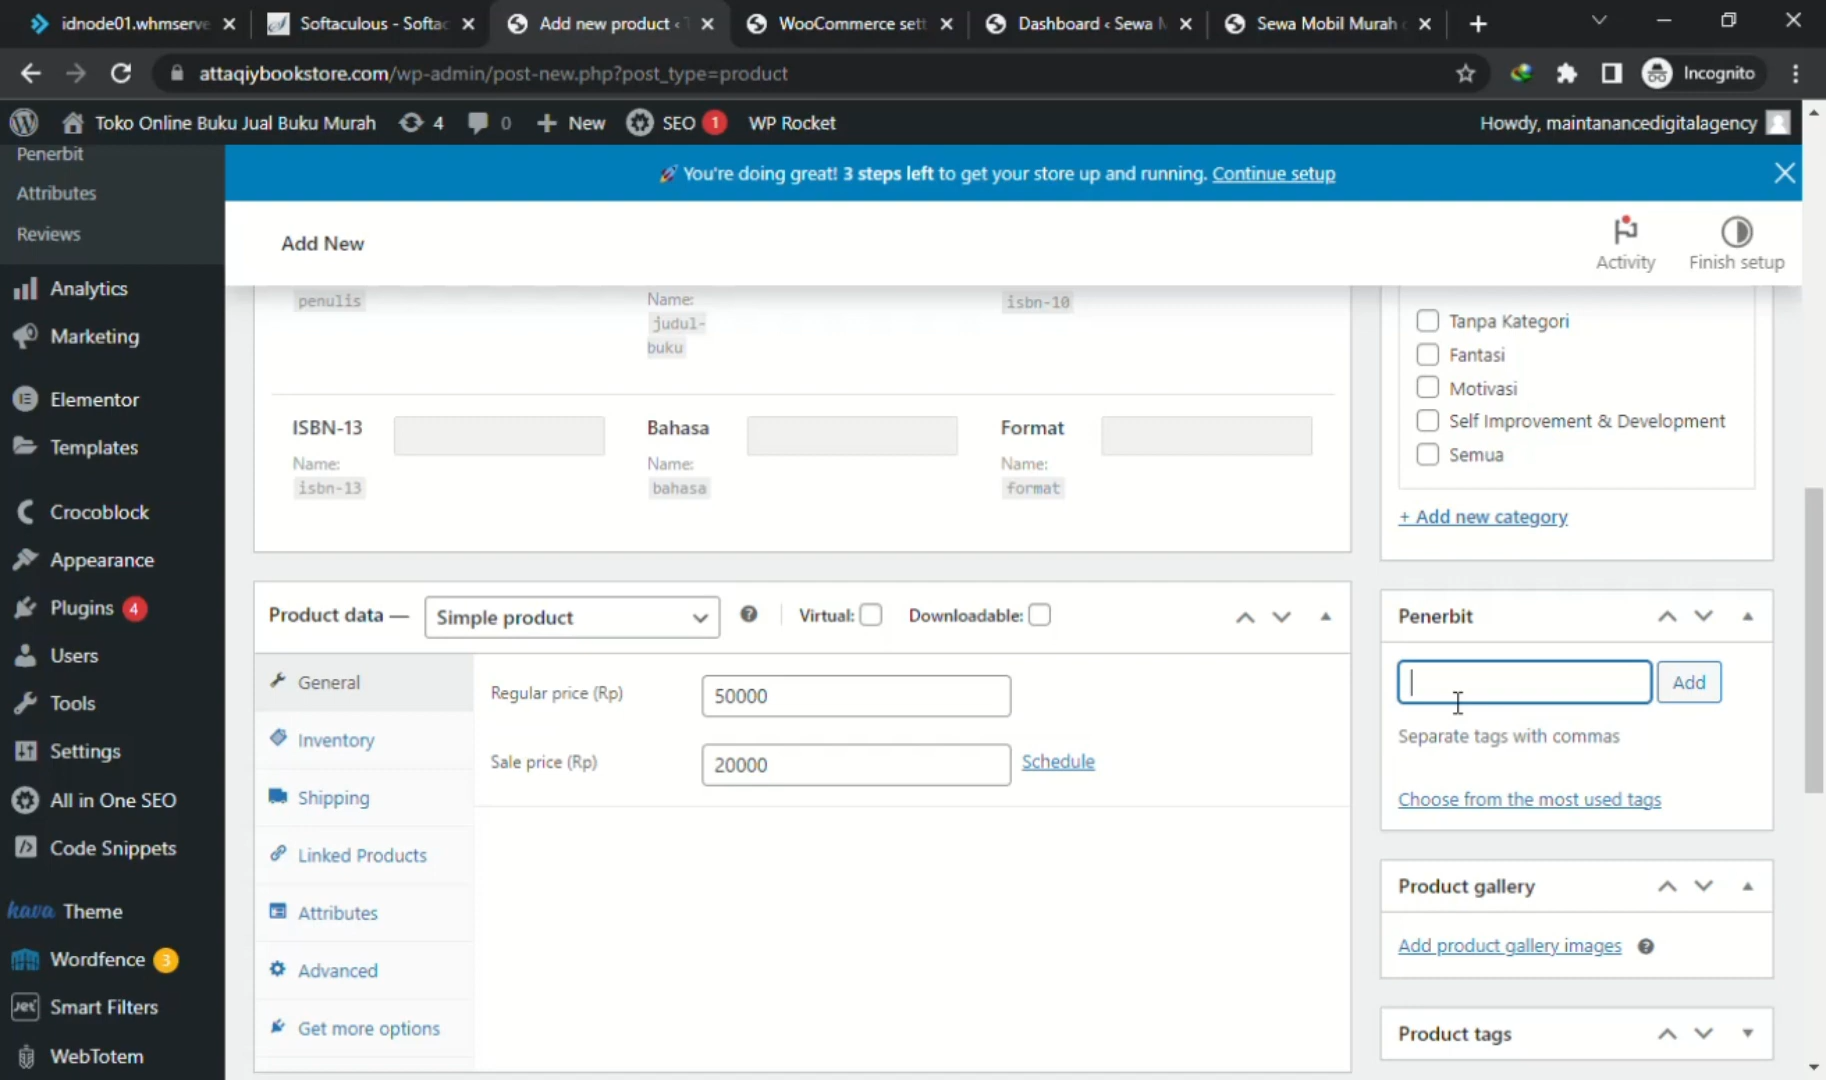 idnode01.whmserve
Softaculous - Softac
Add new product ‹ T
WooCommerce sett
Dashboard ‹ Sewa M
Sewa Mobil Murah
attaqiybookstore.com/wp-admin/post-new.php?post_type=product
Incognito
Toko Online Buku Jual Buku Murah
4
0
New
SEO 1
WP Rocket
Howdy, maintanancedigitalagency
Penerbit
Attributes
Reviews
Analytics
Marketing
Elementor
Templates
Crocoblock
Appearance
Plugins 4
Users
Tools
Settings
All in One SEO
Code Snippets
kava Theme
Wordfence 3
Smart Filters
WebTotem
🚀 You're doing great! 3 steps left to get your store up and running. Continue setup
Add New
Activity
Finish setup
penulis
Name:
judul-
buku
isbn-10
ISBN-13
Name:
isbn-13
Bahasa
Name:
bahasa
Format
Name:
format
Product data —
Simple product
Virtual:
Downloadable:
General
Inventory
Shipping
Linked Products
Attributes
Advanced
Get more options
Regular price (Rp)
50000
Sale price (Rp)
20000
Schedule
Tanpa Kategori
Fantasi
Motivasi
Self Improvement & Development
Semua
+ Add new category
Penerbit
Add
Separate tags with commas
Choose from the most used tags
Product gallery
Add product gallery images
Product tags